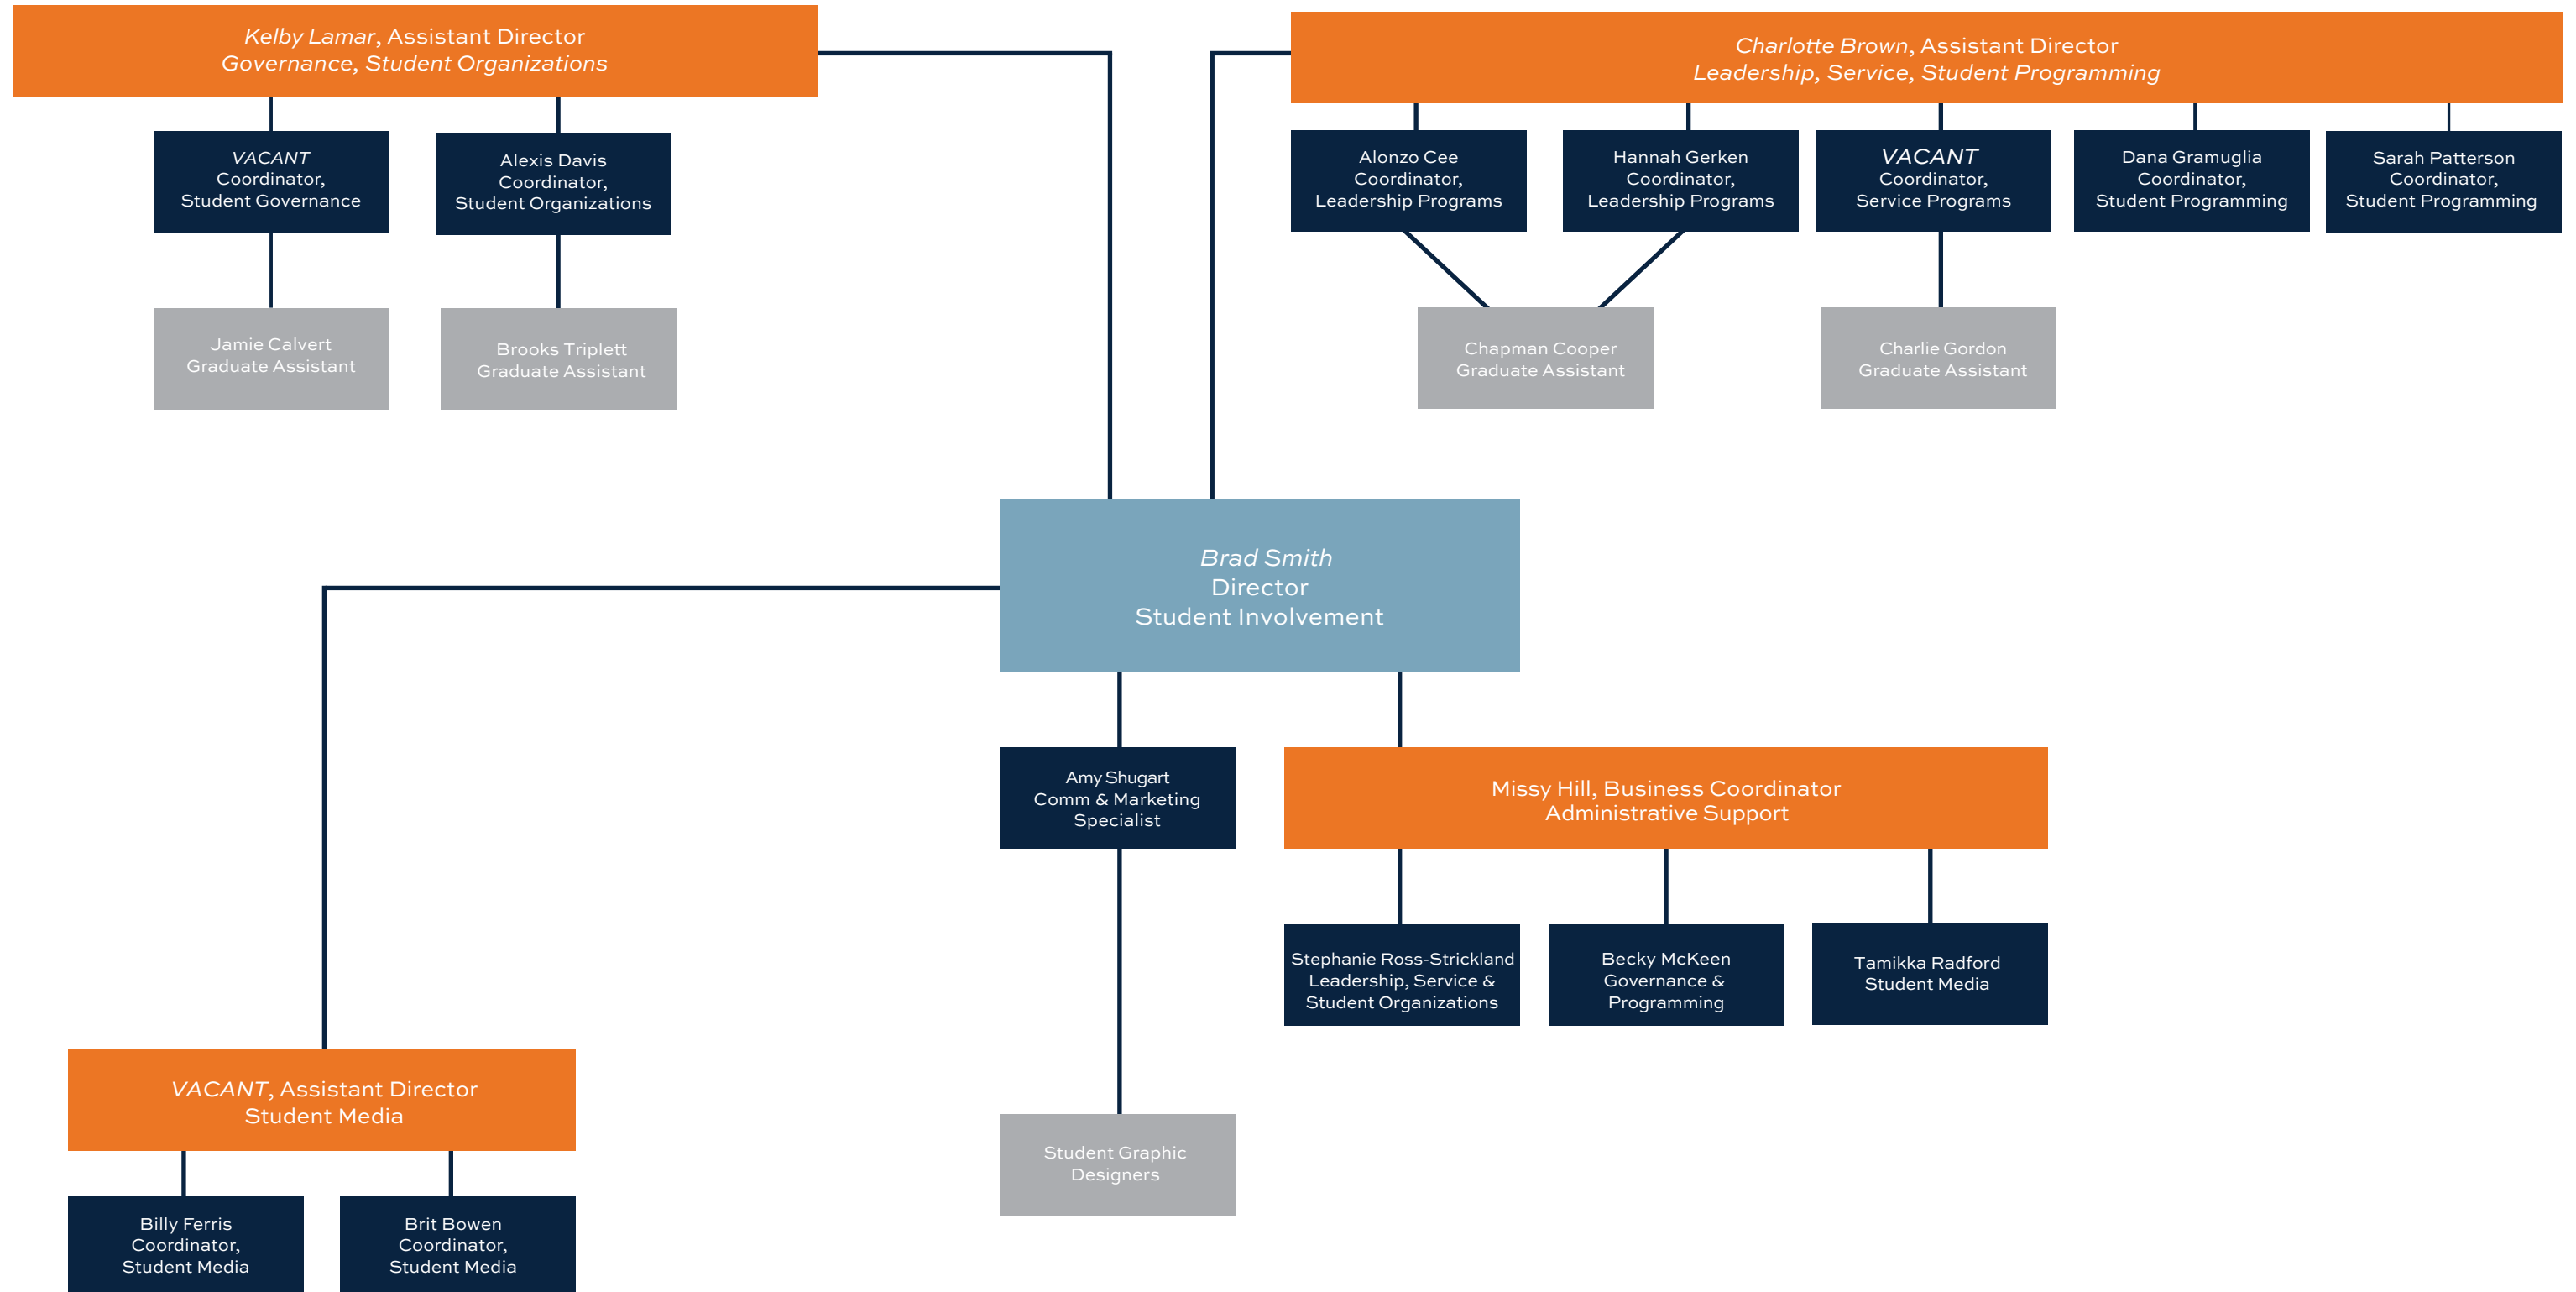 Kelby Lamar, Assistant Director
Governance, Student Organizations
Charlotte Brown, Assistant Director
Leadership, Service, Student Programming
VACANT
Coordinator,
Student Governance
Alexis Davis
Coordinator,
Student Organizations
Alonzo Cee
Coordinator,
Leadership Programs
Hannah Gerken
Coordinator,
Leadership Programs
VACANT
Coordinator,
Service Programs
Dana Gramuglia
Coordinator,
Student Programming
Sarah Patterson
Coordinator,
Student Programming
Jamie Calvert
Graduate Assistant
Brooks Triplett
Graduate Assistant
Chapman Cooper
Graduate Assistant
Charlie Gordon
Graduate Assistant
Brad Smith
Director
Student Involvement
Amy Shugart
Comm & Marketing
Specialist
Missy Hill, Business Coordinator
Administrative Support
Stephanie Ross-Strickland
Leadership, Service &
Student Organizations
Becky McKeen
Governance &
Programming
Tamikka Radford
Student Media
VACANT, Assistant Director
Student Media
Student Graphic
Designers
Billy Ferris
Coordinator,
Student Media
Brit Bowen
Coordinator,
Student Media